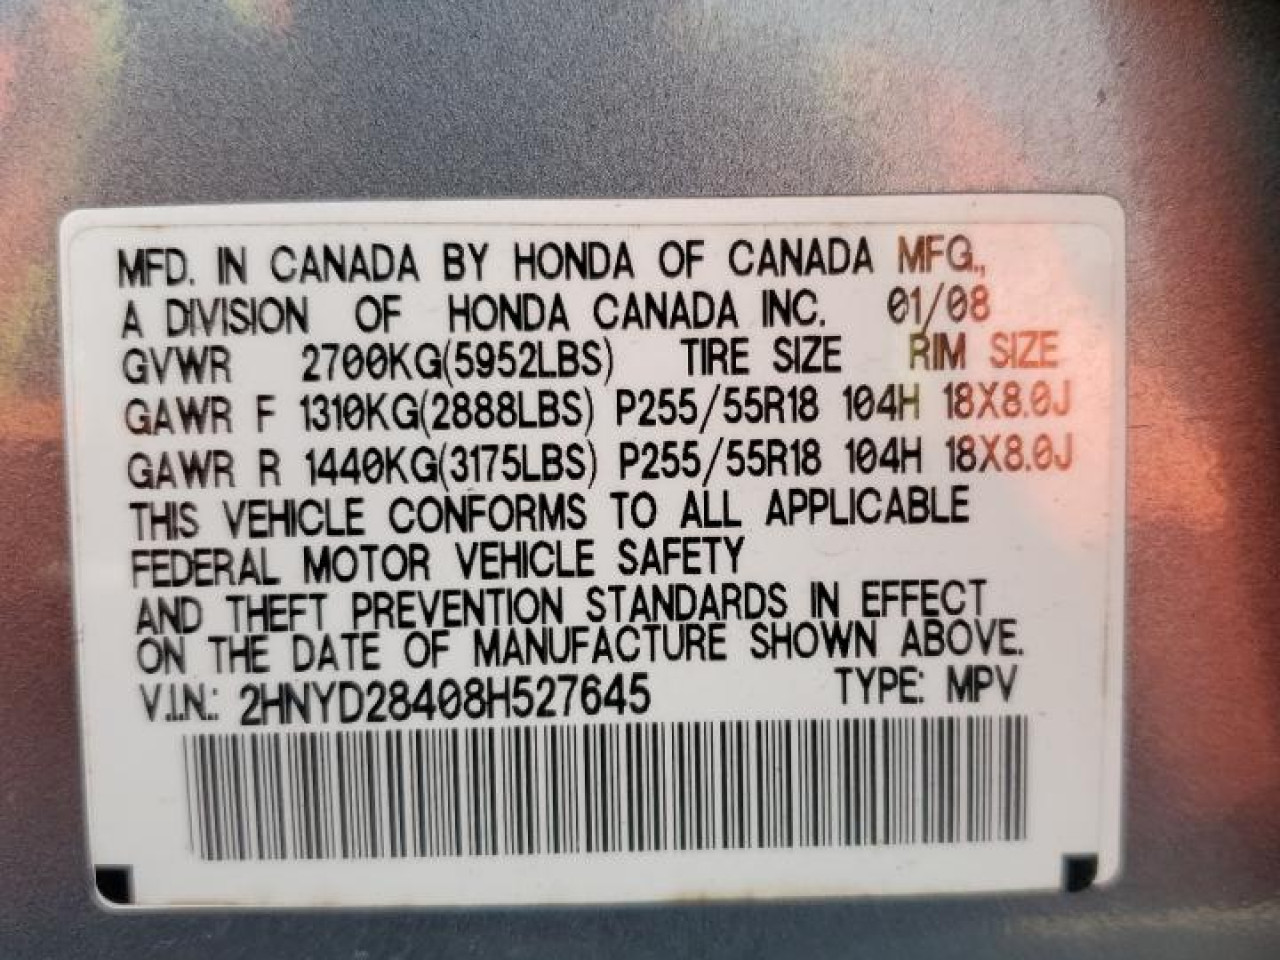 MFD. IN CANADA BY HONDA OF CANADA MFG.,
A DIVISION OF HONDA CANADA INC. 01/08
GVWR 2700KG(5952LBS) TIRE SIZE RIM SIZE
GAWR F 1310KG(2888LBS) P255/55R18 104H 18X8.0J
GAWR R 1440KG(3175LBS) P255/55R18 104H 18X8.0J
THIS VEHICLE CONFORMS TO ALL APPLICABLE
FEDERAL MOTOR VEHICLE SAFETY
AND THEFT PREVENTION STANDARDS IN EFFECT
ON THE DATE OF MANUFACTURE SHOWN ABOVE.
V.I.N.: 2HNYD28408H527645 TYPE: MPV